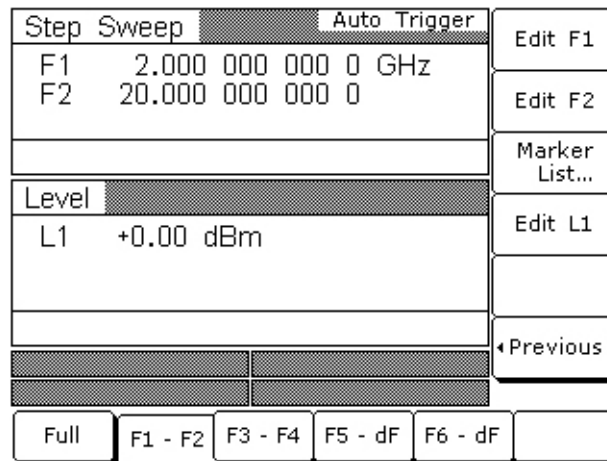 Step Sweep
Auto Trigger
F1 2.000 000 000 0 GHz
F2 20.000 000 000 0
Level
L1 +0.00 dBm
Edit F1
Edit F2
Marker
List...
Edit L1
Previous
Full
F1 - F2
F3 - F4
F5 - dF
F6 - dF